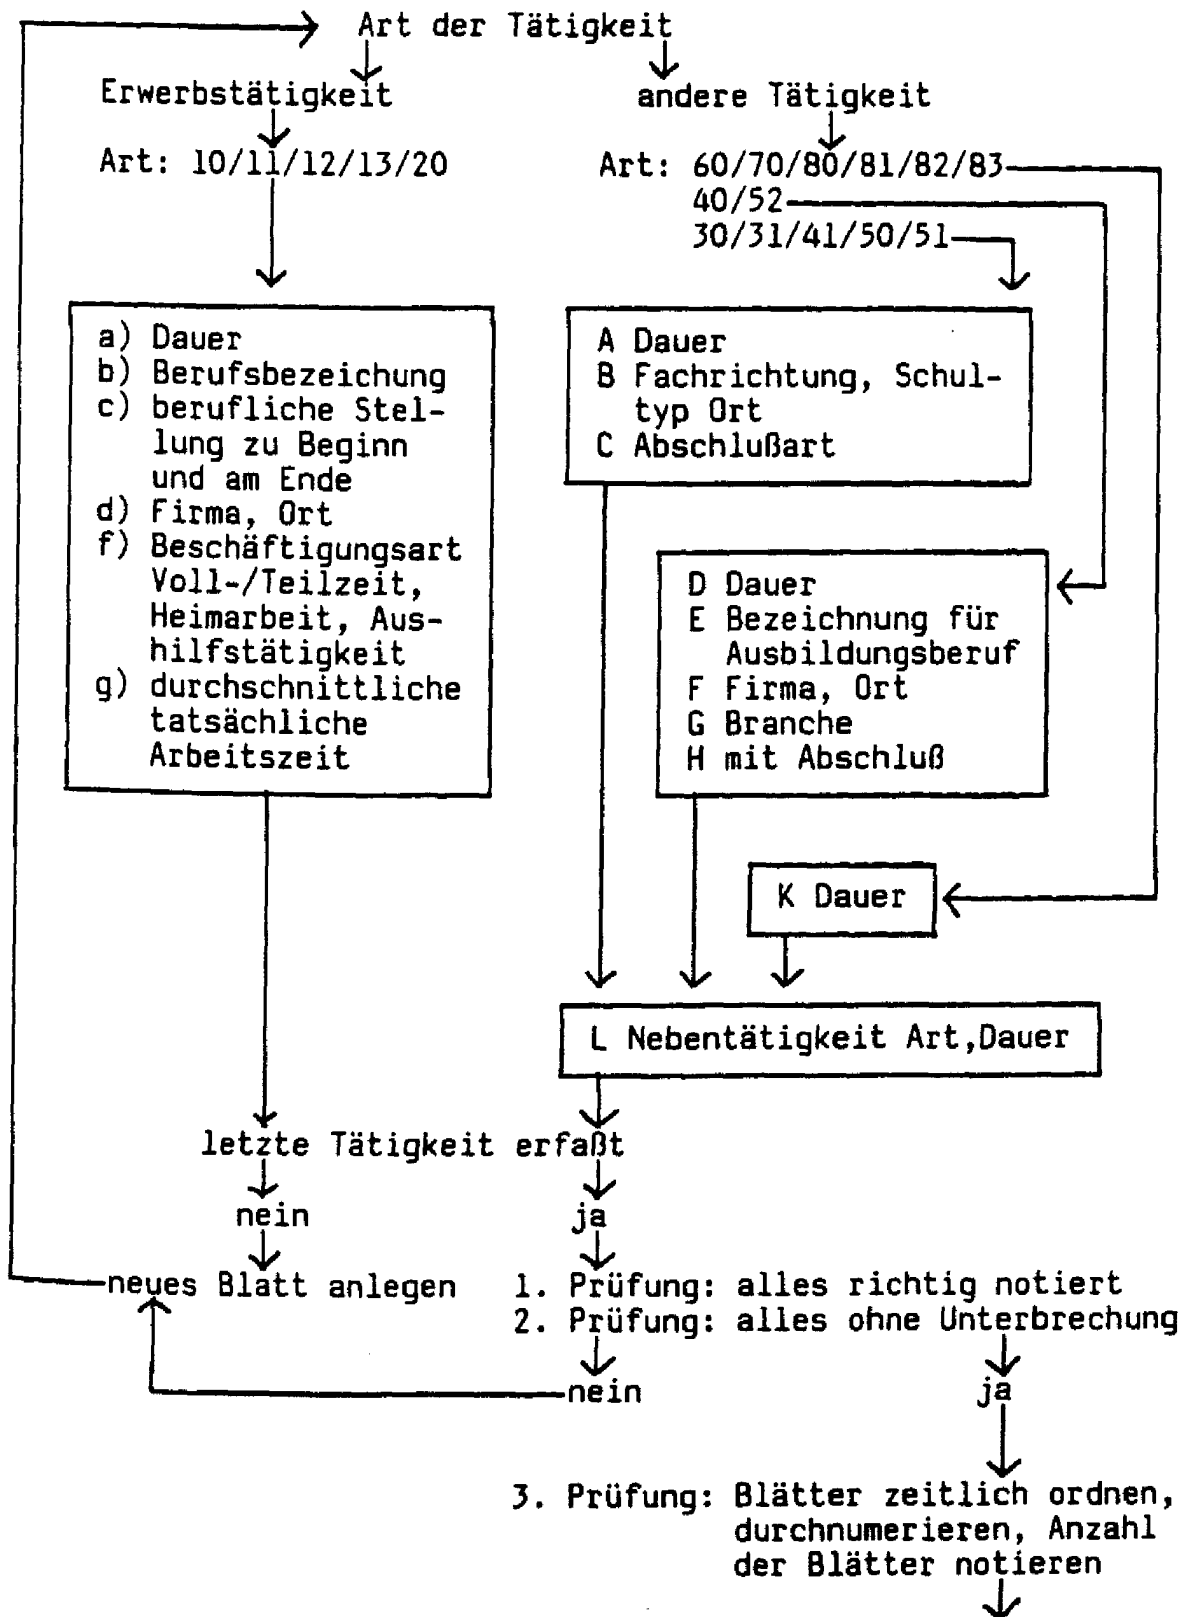 Art der Tätigkeit
Erwerbstätigkeit
andere Tätigkeit
Art: 10/11/12/13/20
Art: 60/70/80/81/82/83
40/52
30/31/41/50/51
a) Dauer
b) Berufsbezeichung
c) berufliche Stel-
lung zu Beginn
und am Ende
d) Firma, Ort
f) Beschäftigungsart
Voll-/Teilzeit,
Heimarbeit, Aus-
hilfstätigkeit
g) durchschnittliche
tatsächliche
Arbeitszeit
A Dauer
B Fachrichtung, Schul-
typ Ort
C Abschlußart
D Dauer
E Bezeichnung für
Ausbildungsberuf
F Firma, Ort
G Branche
H mit Abschluß
K Dauer
L Nebentätigkeit Art,Dauer
letzte Tätigkeit erfaßt
nein
ja
neues Blatt anlegen
1. Prüfung: alles richtig notiert
2. Prüfung: alles ohne Unterbrechung
nein
ja
3. Prüfung: Blätter zeitlich ordnen,
durchnumerieren, Anzahl
der Blätter notieren